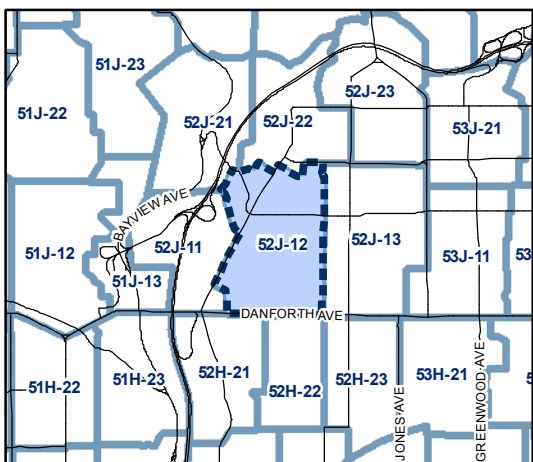 51J-23
51J-22
52J-21
52J-22
52J-23
53J-21
BAYVIEW AVE
51J-12
51J-13
52J-11
52J-12
52J-13
53J-11
53
DANFORTH AVE
51H-22
51H-23
52H-21
52H-22
52H-23
53H-21
5
JONES AVE
GREENWOOD AVE